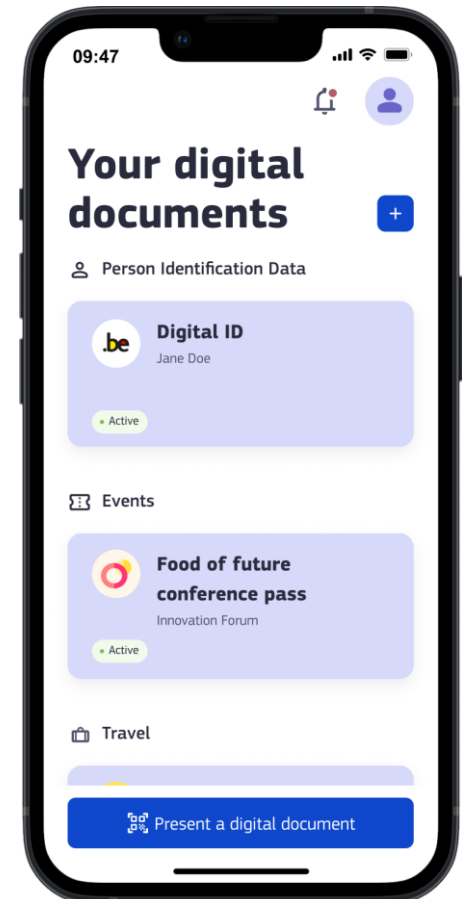 09:47
Your digital
documents
+
Person Identification Data
.be
Digital ID
Jane Doe
Active
Events
Food of future
conference pass
Innovation Forum
Active
Travel
Present a digital document